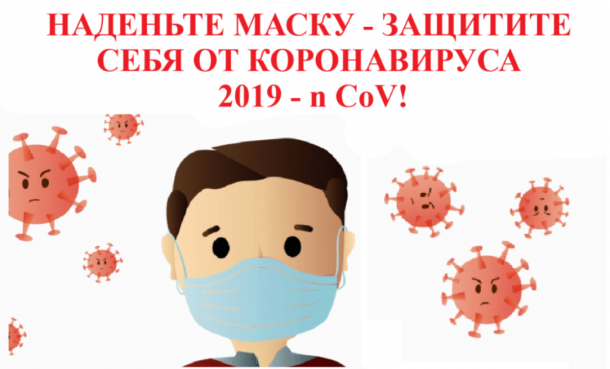 НАДЕНЬТЕ МАСКУ - ЗАЩИТИТЕ
СЕБЯ ОТ КОРОНАВИРУСА
2019 - n CoV!